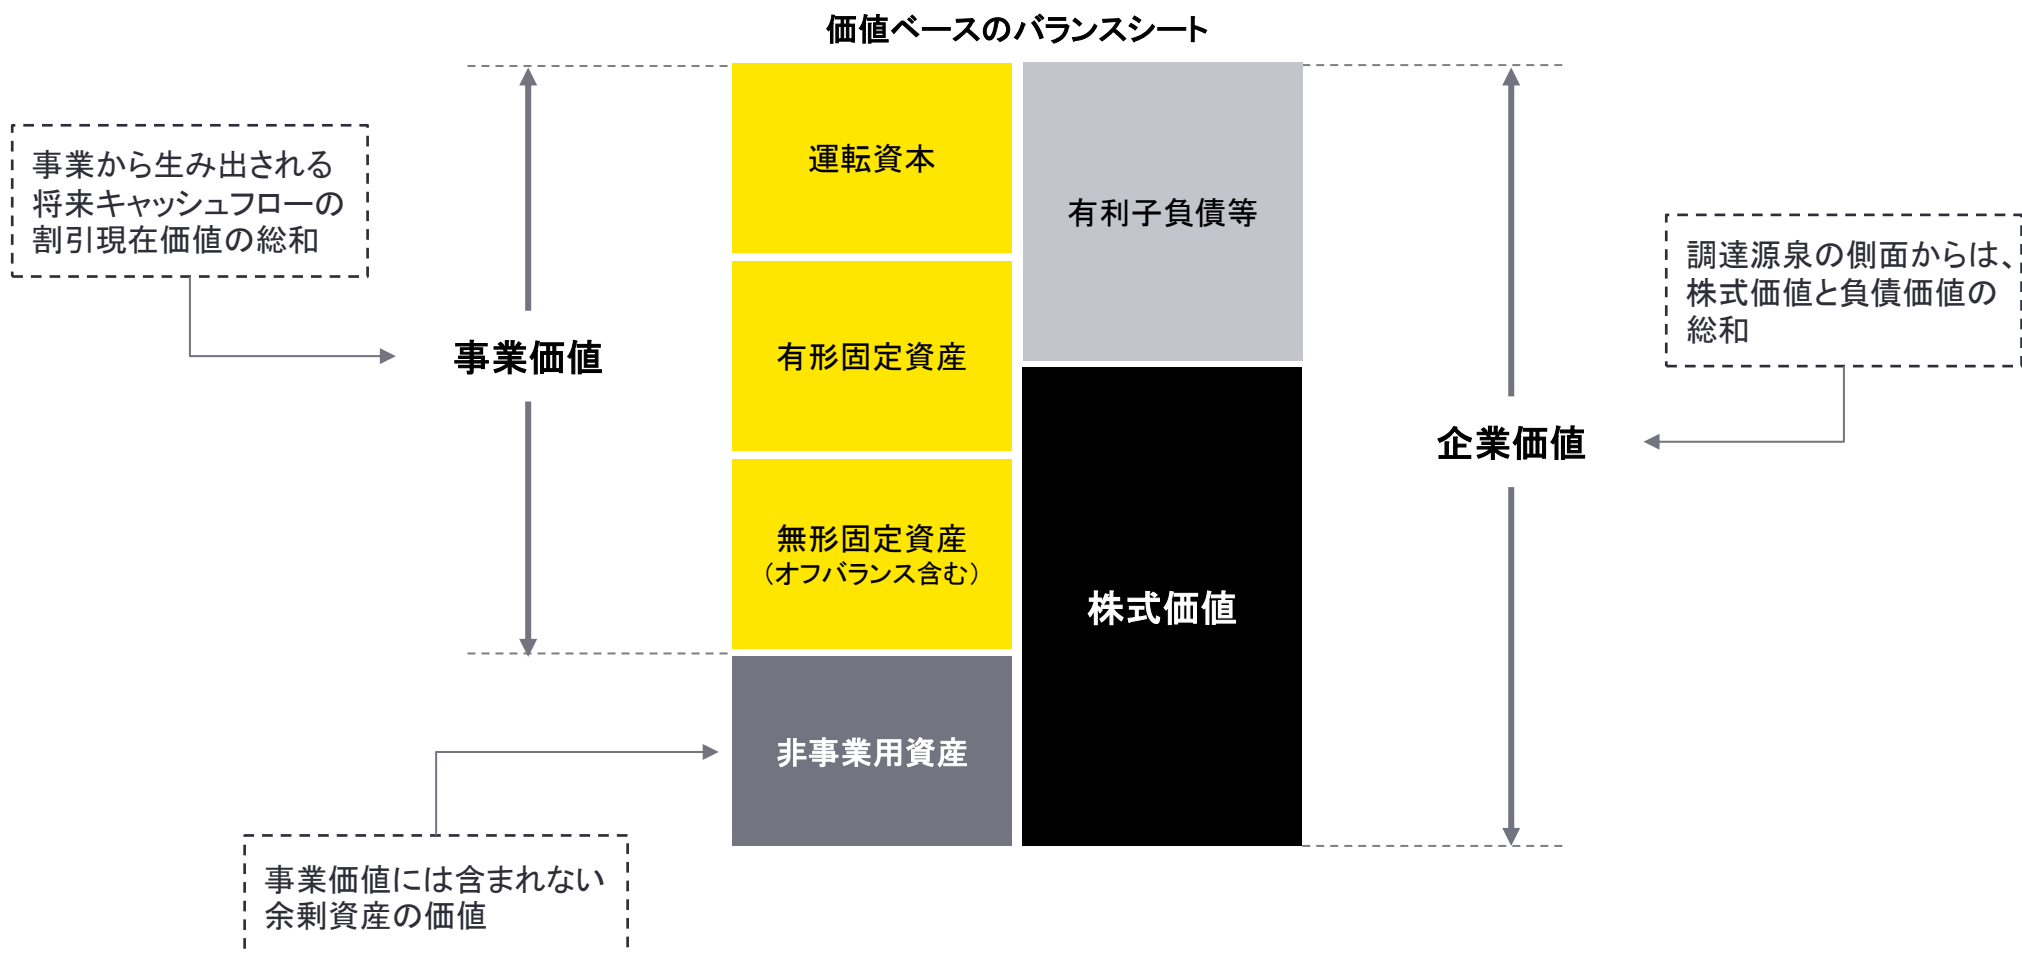 価値ベースのバランスシート
事業から生み出される
将来キャッシュフローの
割引現在価値の総和
事業価値
運転資本
有形固定資産
無形固定資産
（オフバランス含む）
非事業用資産
事業価値には含まれない
余剰資産の価値
有利子負債等
株式価値
企業価値
調達源泉の側面からは、
株式価値と負債価値の
総和